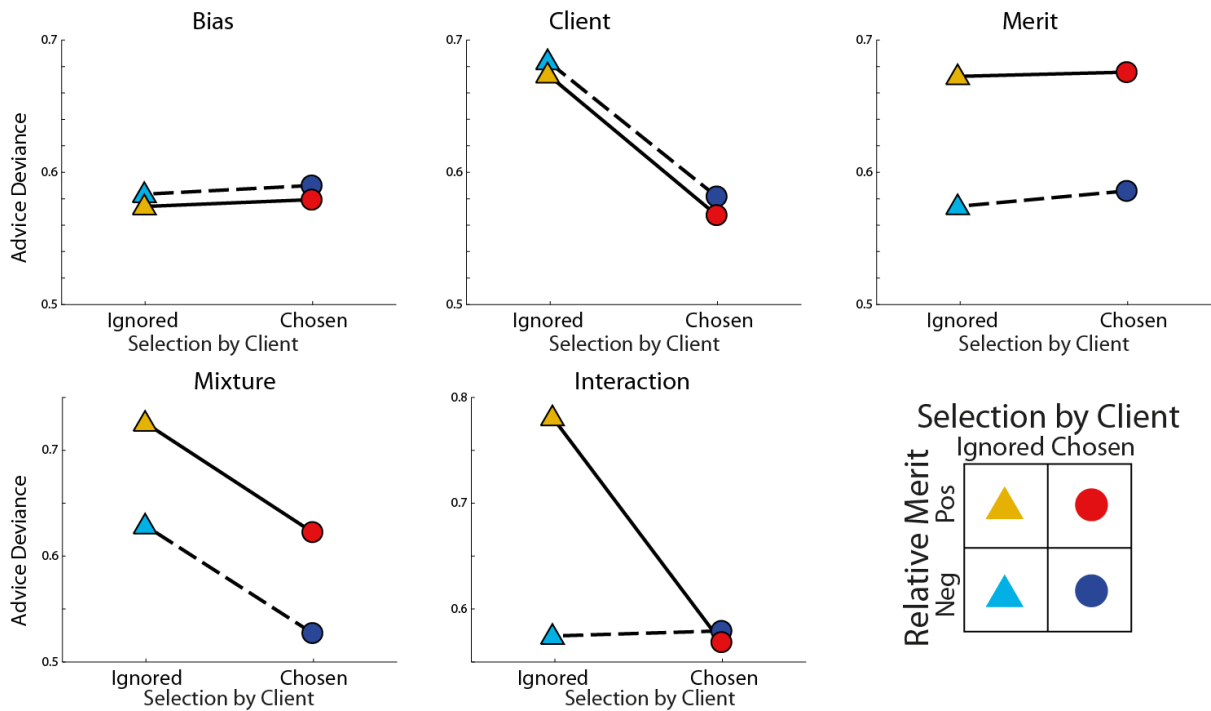 Bias
Client
Merit
Advice Deviance
0.7
0.6
0.5
Ignored
Chosen
Selection by Client
0.7
0.6
0.5
Ignored
Chosen
Selection by Client
0.7
0.6
0.5
Ignored
Chosen
Selection by Client
Mixture
Interaction
Advice Deviance
0.7
0.6
0.5
Ignored
Chosen
Selection by Client
0.8
0.7
0.6
Ignored
Chosen
Selection by Client
Selection by Client
Ignored Chosen
Relative Merit
Pos
Neg